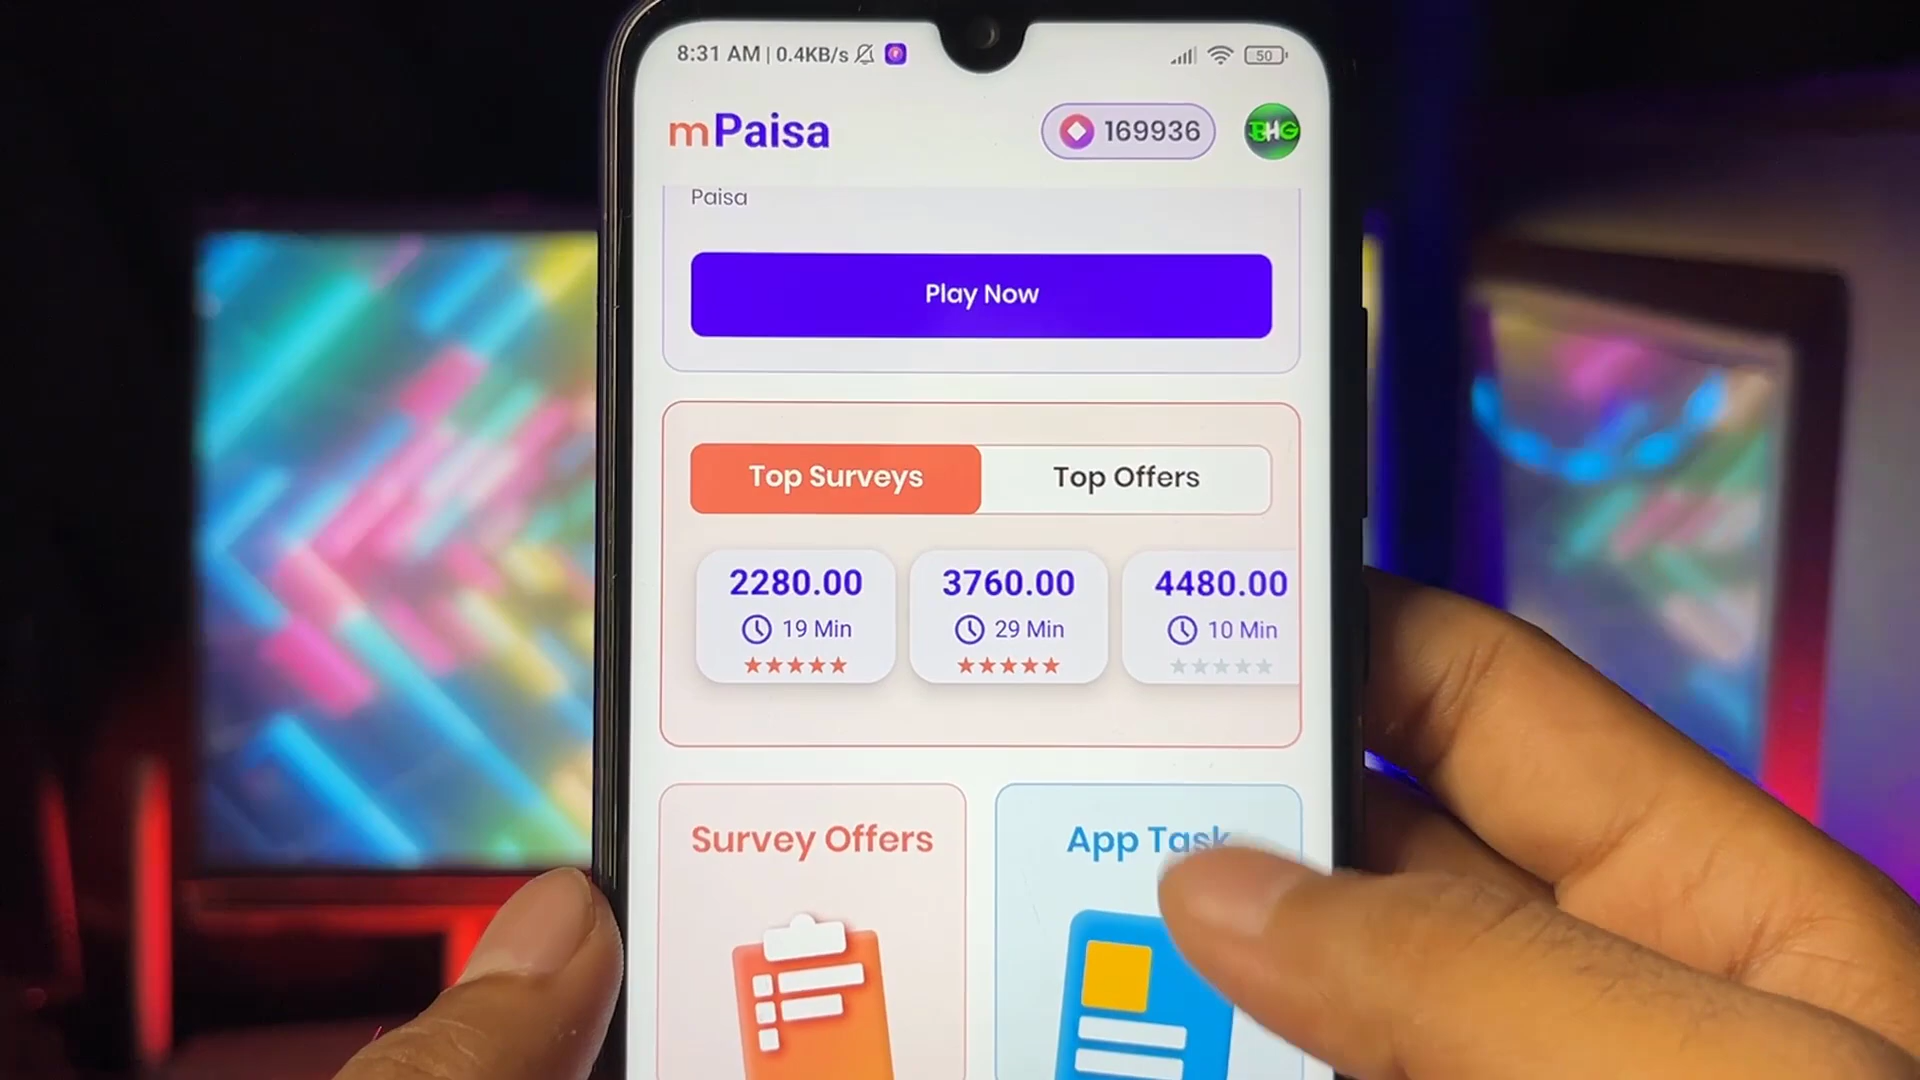 8:31 AM | 0.4KB/s
50
mPaisa
169936
BHG
Paisa
Play Now
Top Surveys
Top Offers
2280.00
3760.00
4480.00
19 Min
29 Min
10 Min
Survey Offers
App Task